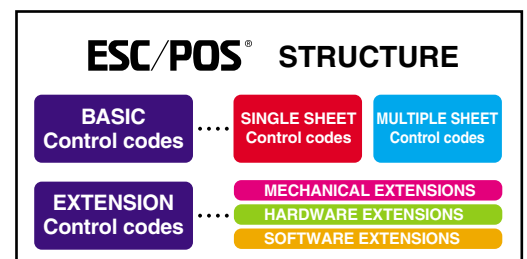 ESC/POS® STRUCTURE
BASIC
Control codes
SINGLE SHEET
Control codes
MULTIPLE SHEET
Control codes
EXTENSION
Control codes
MECHANICAL EXTENSIONS
HARDWARE EXTENSIONS
SOFTWARE EXTENSIONS